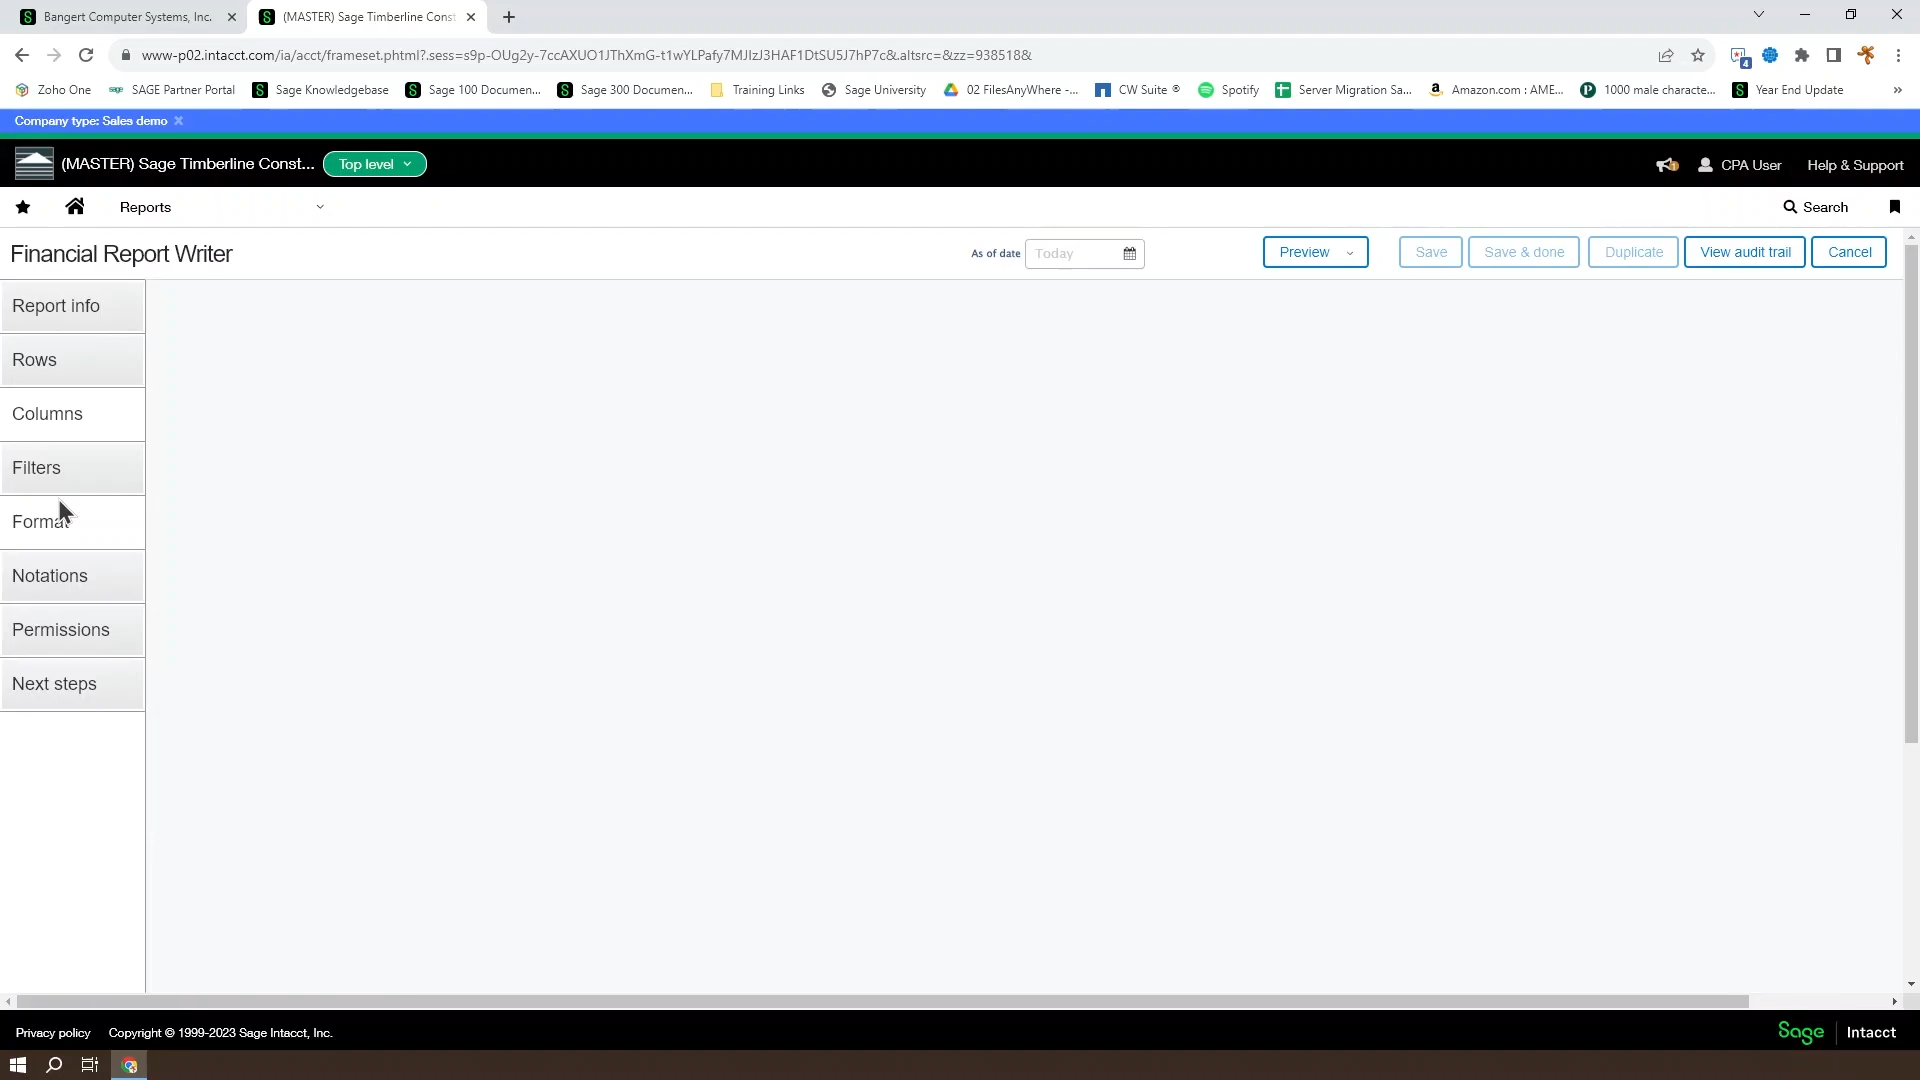 Bangert Computer Systems, Inc.
(MASTER) Sage Timberline Const
www-p02.intacct.com/ia/acct/frameset.phtml?.sess=s9p-OUg2y-7ccAXUO1JThXmG-t1wYLPafy7MJIzJ3HAF1DtSU5J7hP7c&.altsrc=&zz=938518&
4
Zoho One
SAGE Partner Portal
Sage Knowledgebase
Sage 100 Documen...
Sage 300 Documen...
Training Links
Sage University
02 FilesAnyWhere -...
CW Suite ®
Spotify
Server Migration Sa...
Amazon.com : AME...
1000 male characte...
Year End Update
»
Company type: Sales demo
(MASTER) Sage Timberline Const...
Top level
1
CPA User
Help & Support
Reports
Search
Financial Report Writer
As of date
Today
Preview
Save
Save & done
Duplicate
View audit trail
Cancel
Report info
Rows
Columns
Filters
Format
Notations
Permissions
Next steps
Privacy policy
Copyright © 1999-2023 Sage Intacct, Inc.
Sage
Intacct